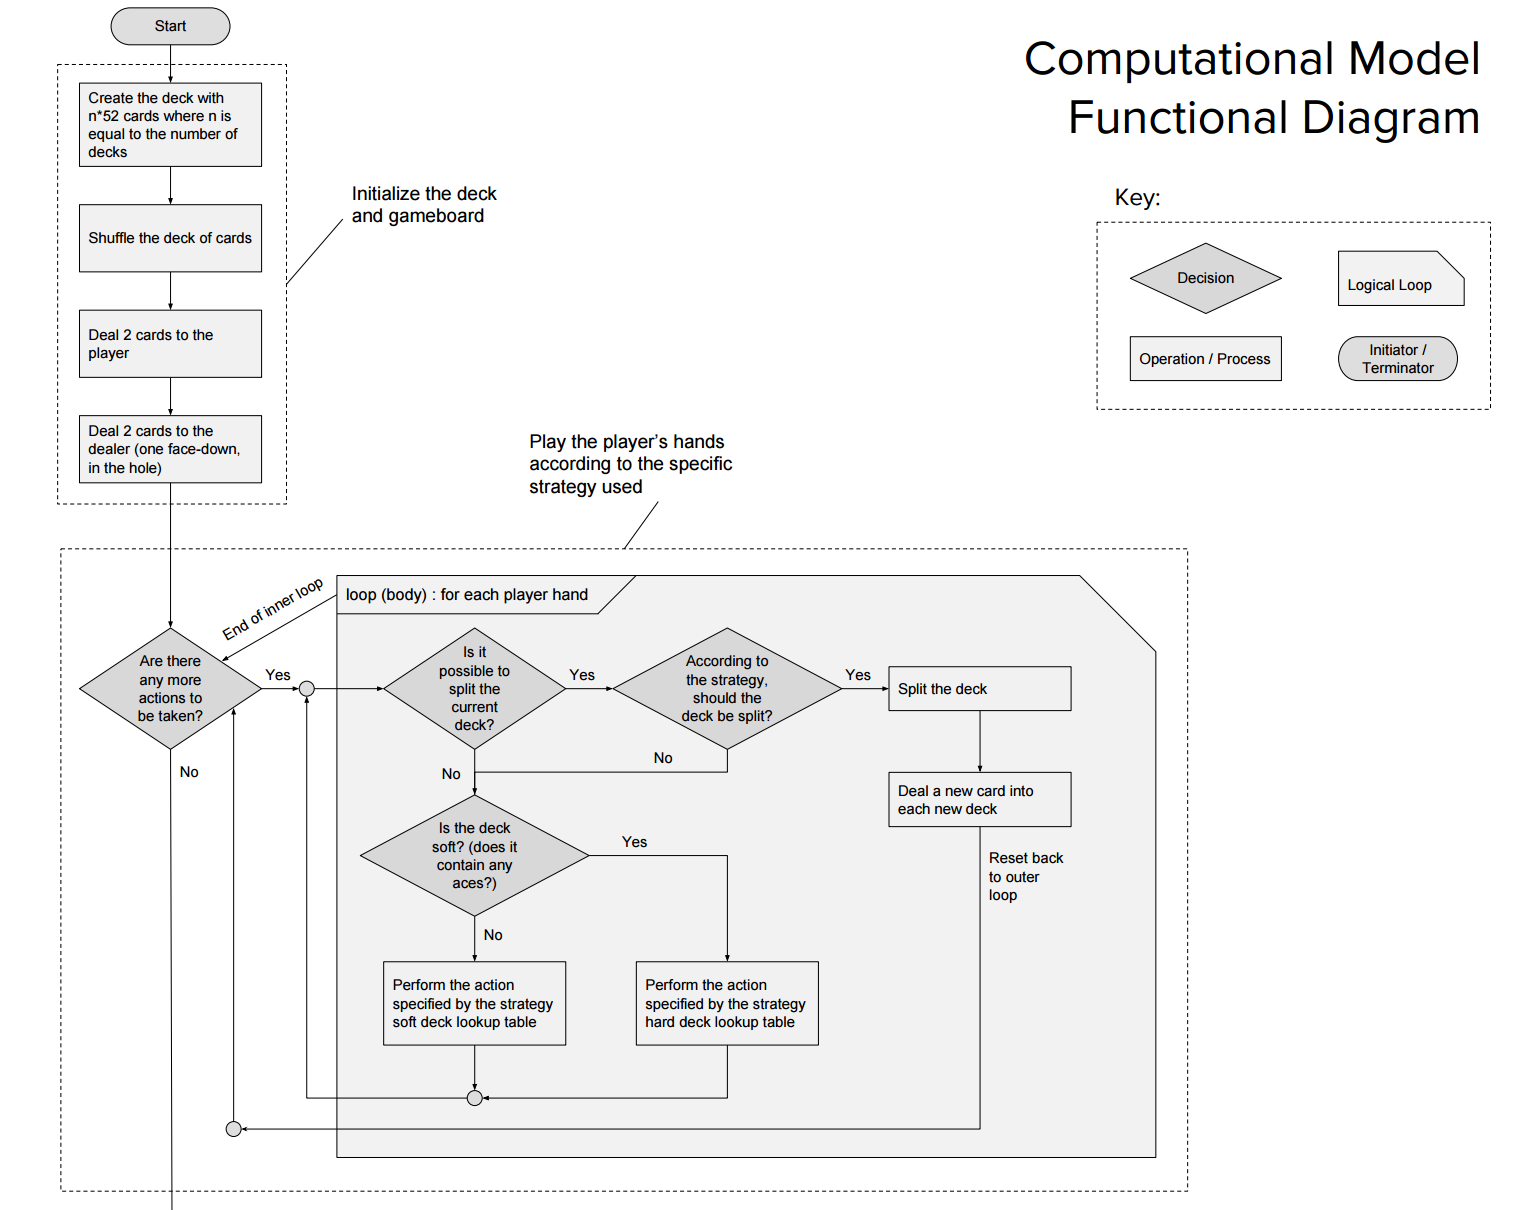 Start
Computational Model
Functional Diagram
Create the deck with
n*52 cards where n is
equal to the number of
decks
Initialize the deck
and gameboard
Shuffle the deck of cards
Deal 2 cards to the
player
Deal 2 cards to the
dealer (one face-down,
in the hole)
Key:
Decision
Logical Loop
Operation / Process
Initiator /
Terminator
Play the player’s hands
according to the specific
strategy used
End of inner loop
loop (body) : for each player hand
Are there
any more
actions to
be taken?
Yes
No
Is it
possible to
split the
current
deck?
Yes
No
According to
the strategy,
should the
deck be split?
Yes
No
Split the deck
Deal a new card into
each new deck
Reset back
to outer
loop
Is the deck
soft? (does it
contain any
aces?)
Yes
No
Perform the action
specified by the strategy
soft deck lookup table
Perform the action
specified by the strategy
hard deck lookup table